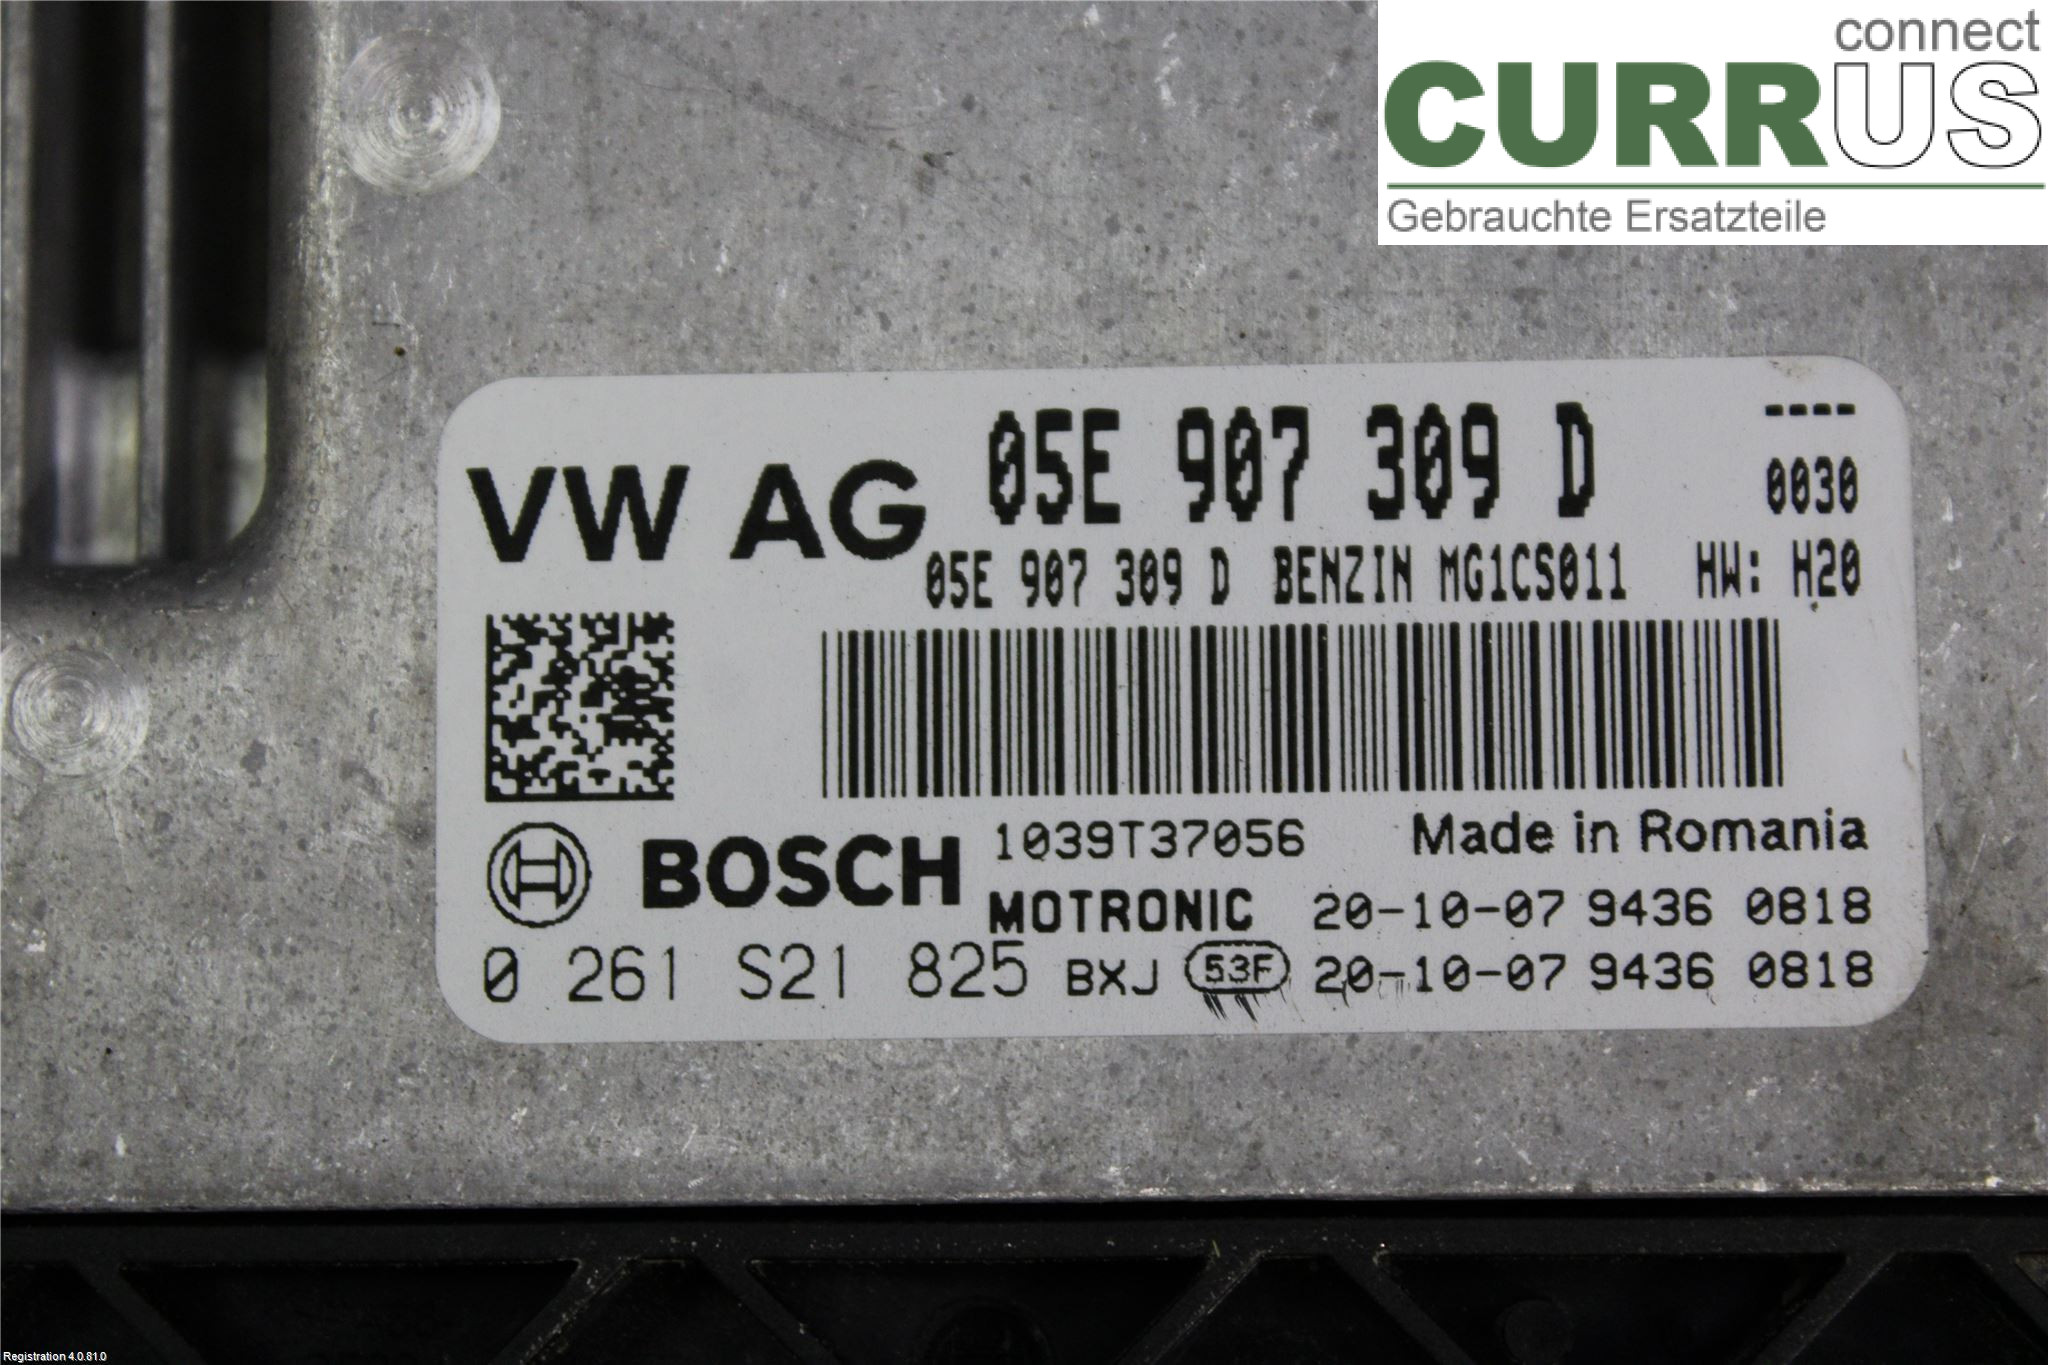 connect
CURRUS
Gebrauchte Ersatzteile
VW AG
05E 907 309 D
----
0030
05E 907 309 D BENZIN MG1CS011 HW: H20
BOSCH
1039T37056
Made in Romania
MOTRONIC
20-10-07 9436 0818
0 261 S21 825 BXJ 53F 20-10-07 9436 0818
Registration 4.0.81.0